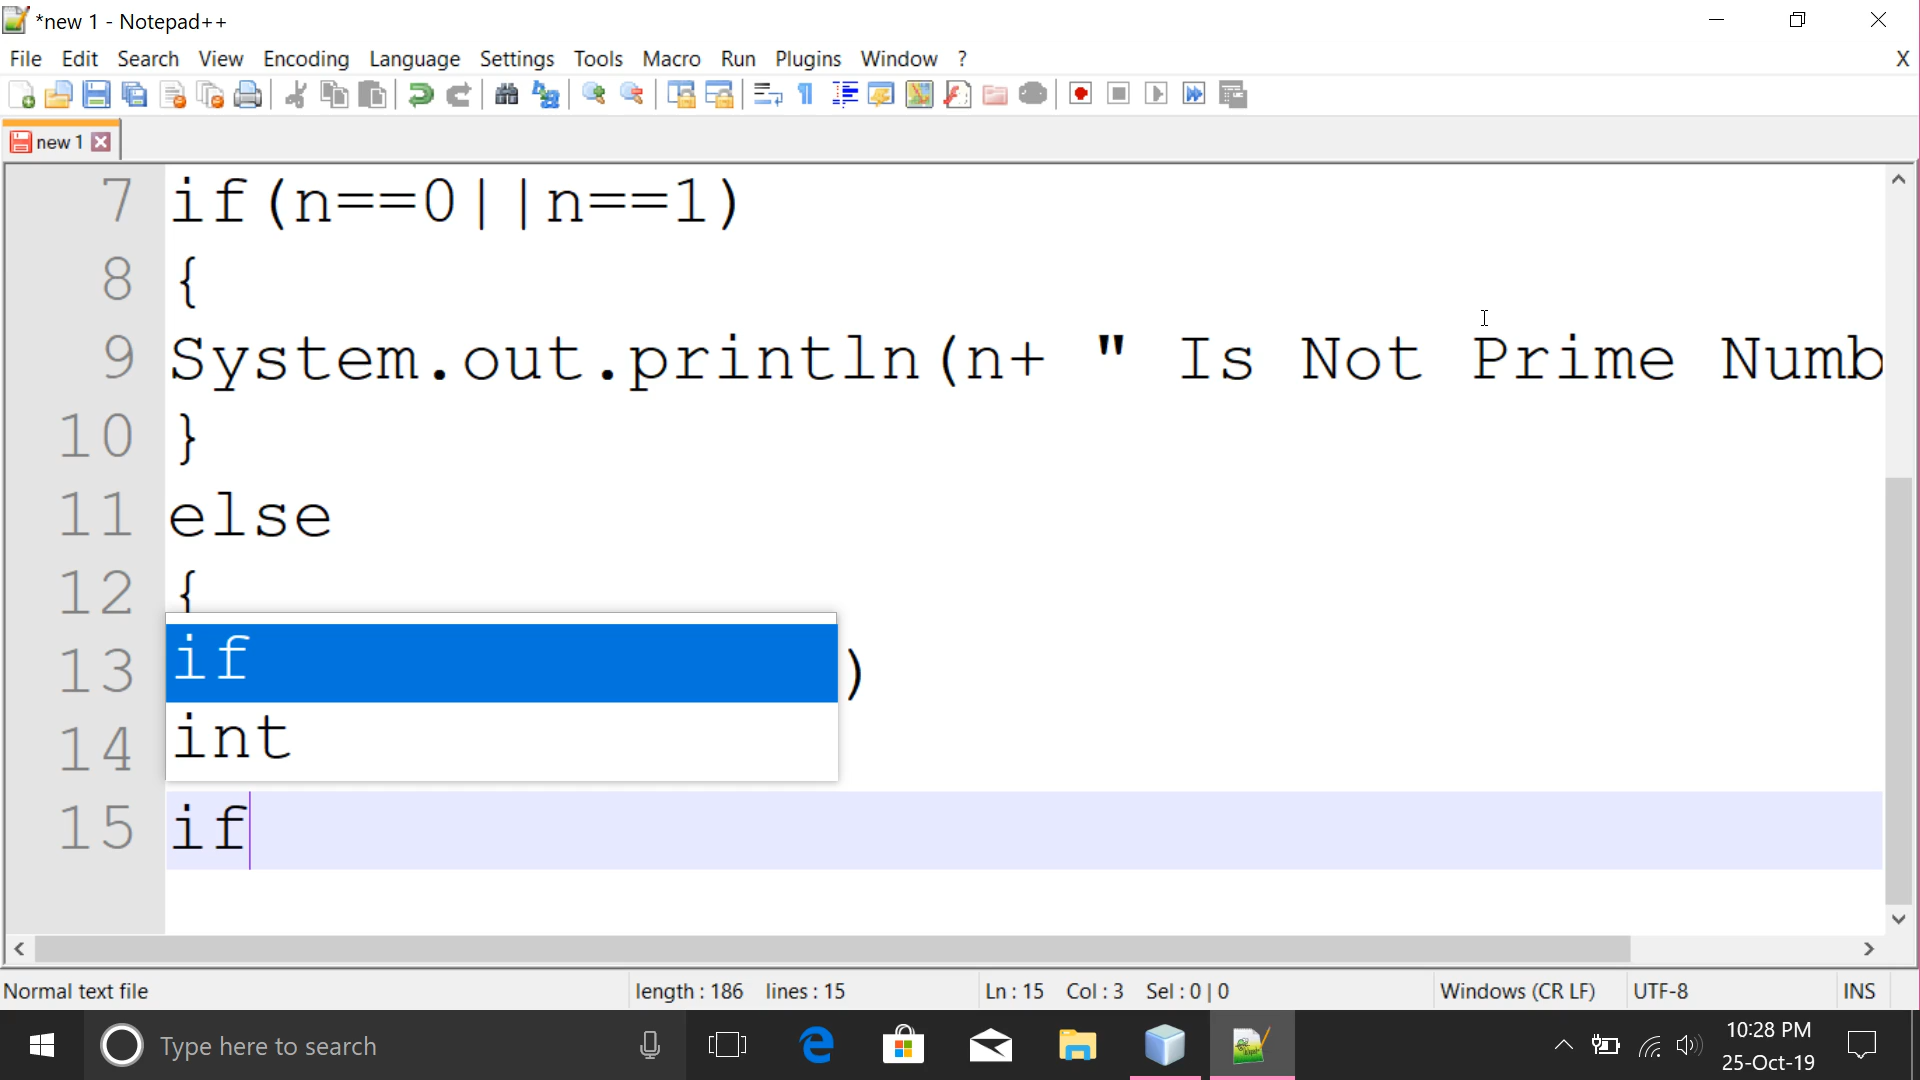 *new 1 - Notepad++
File Edit Search View Encoding Language Settings Tools Macro Run Plugins Window ? X
new 1
7 if(n==0||n==1)
8 {
9 System.out.println(n+ " Is Not Prime Numb
10 }
11 else
12 {
if
13 )
int
14
15 if
Normal text file length : 186 lines : 15 Ln : 15 Col : 3 Sel : 0 | 0 Windows (CR LF) UTF-8 INS
Type here to search
10:28 PM
25-Oct-19